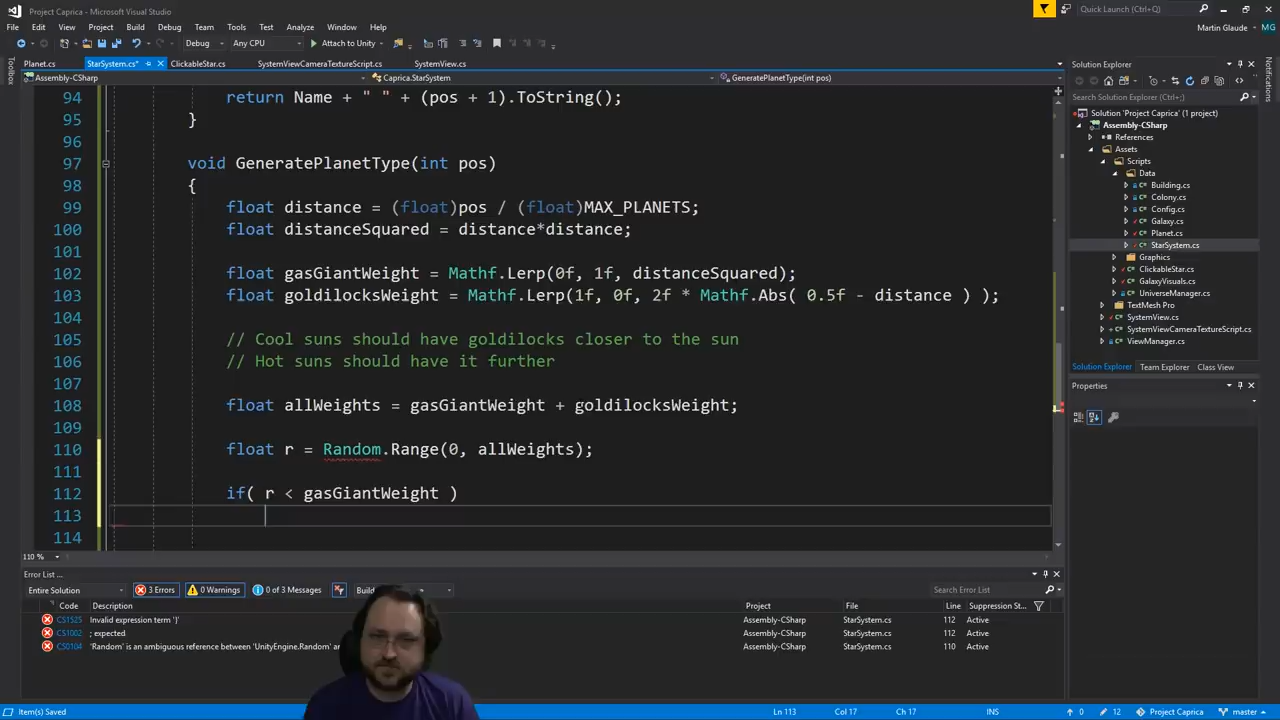 Project Caprica - Microsoft Visual Studio
Quick Launch (Ctrl+Q)
File Edit View Project Build Debug Team Tools Test Analyze Window Help
Martin Glaude MG
Debug Any CPU Attach to Unity
Toolbox
Planet.cs StarSystem.cs* ClickableStar.cs SystemViewCameraTextureScript.cs SystemView.cs
Assembly-CSharp Caprica.StarSystem GeneratePlanetType(int pos)
94 return Name + " " + (pos + 1).ToString();
95 }
96
97 void GeneratePlanetType(int pos)
98 {
99 float distance = (float)pos / (float)MAX_PLANETS;
100 float distanceSquared = distance*distance;
101
102 float gasGiantWeight = Mathf.Lerp(0f, 1f, distanceSquared);
103 float goldilocksWeight = Mathf.Lerp(1f, 0f, 2f * Mathf.Abs( 0.5f - distance ) );
104
105 // Cool suns should have goldilocks closer to the sun
106 // Hot suns should have it further
107
108 float allWeights = gasGiantWeight + goldilocksWeight;
109
110 float r = Random.Range(0, allWeights);
111
112 if( r < gasGiantWeight )
113
114
110 %
Solution Explorer
Search Solution Explorer (Ctrl+;)
Solution 'Project Caprica' (1 project)
Assembly-CSharp
References
Assets
Scripts
Data
Building.cs
Colony.cs
Config.cs
Galaxy.cs
Planet.cs
StarSystem.cs
Graphics
ClickableStar.cs
GalaxyVisuals.cs
UniverseManager.cs
TextMesh Pro
SystemView.cs
SystemViewCameraTextureScript.cs
ViewManager.cs
Solution Explorer Team Explorer Class View
Properties
Notifications
Error List ...
Entire Solution 3 Errors 0 Warnings 0 of 3 Messages Search Error List
Code Description Project File Line Suppression St...
CS1525 Invalid expression term '}' Assembly-CSharp StarSystem.cs 112 Active
CS1002 ; expected Assembly-CSharp StarSystem.cs 112 Active
CS0104 'Random' is an ambiguous reference between 'UnityEngine.Random' Assembly-CSharp StarSystem.cs 110 Active
Item(s) Saved Ln 113 Col 17 Ch 17 INS 0 12 Project Caprica master